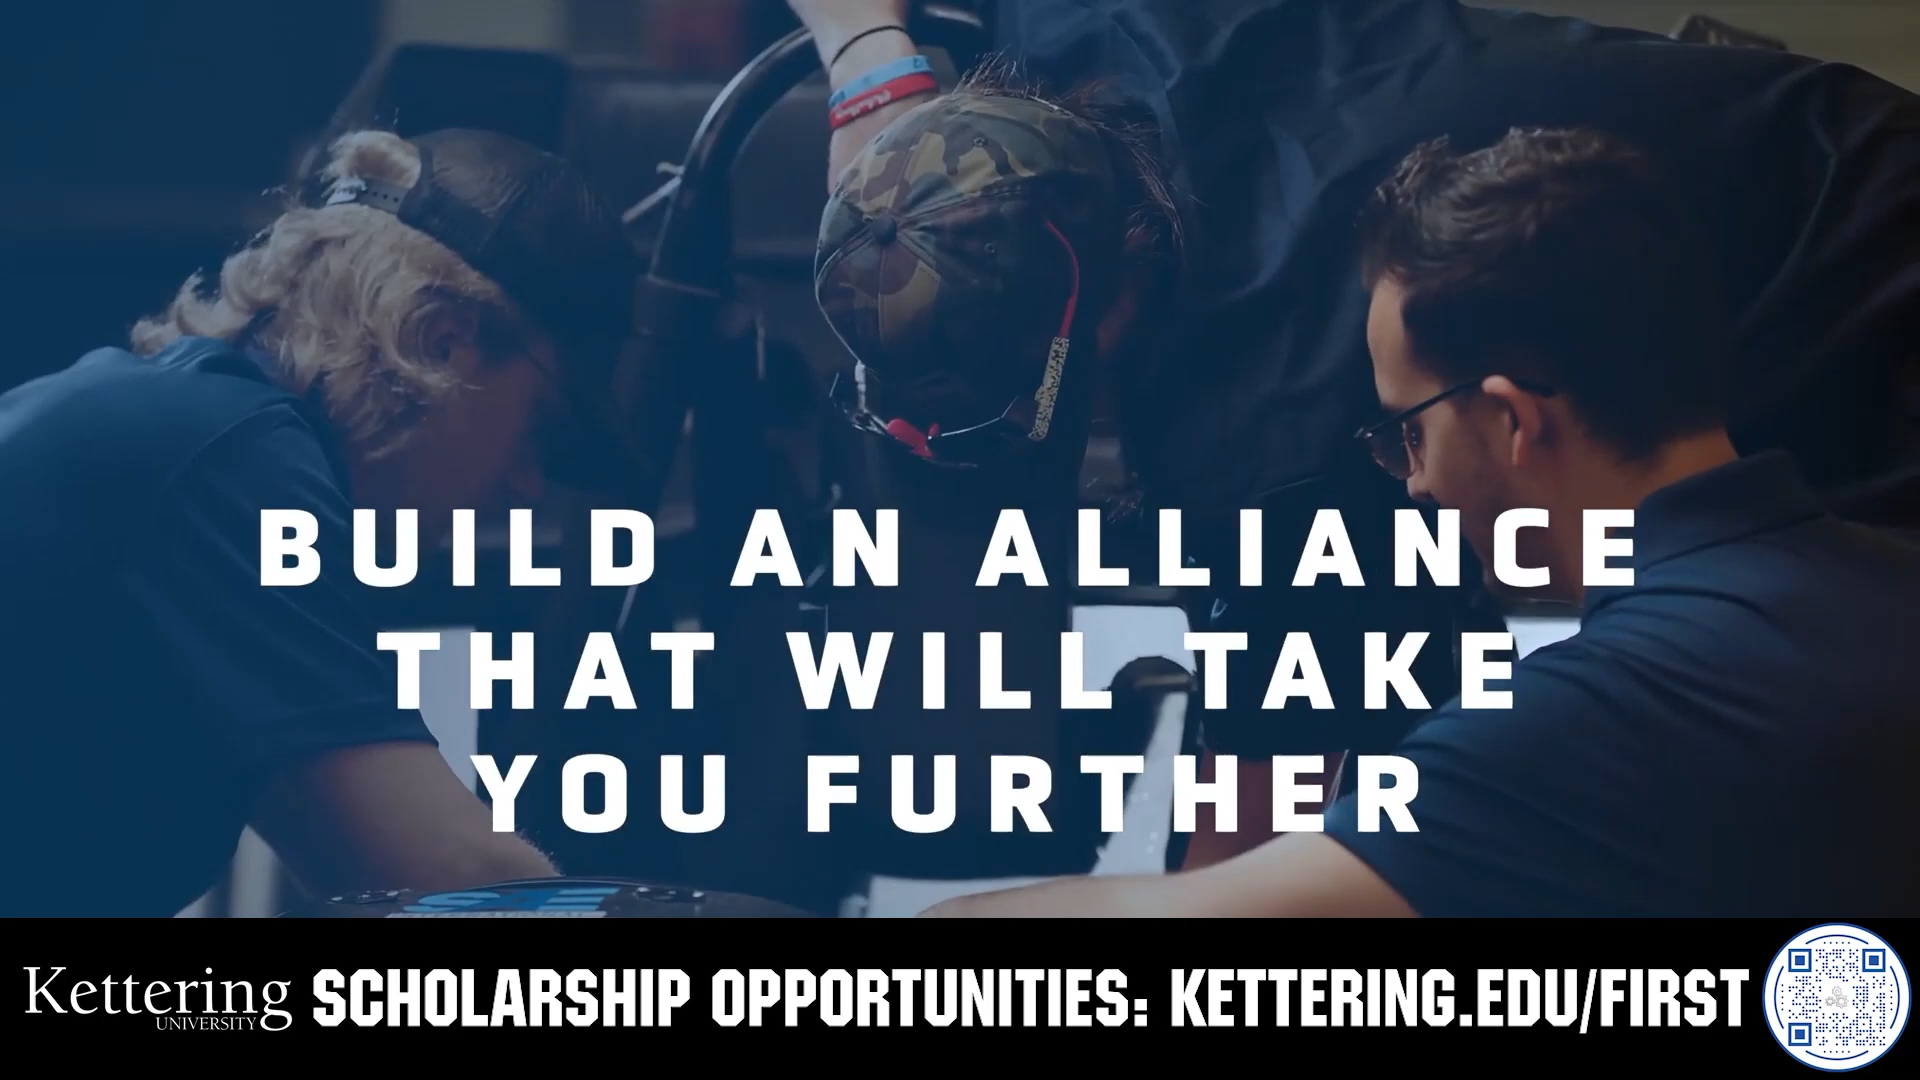 BUILD AN ALLIANCE
THAT WILL TAKE
YOU FURTHER
Kettering
UNIVERSITY
SCHOLARSHIP OPPORTUNITIES: KETTERING.EDU/FIRST